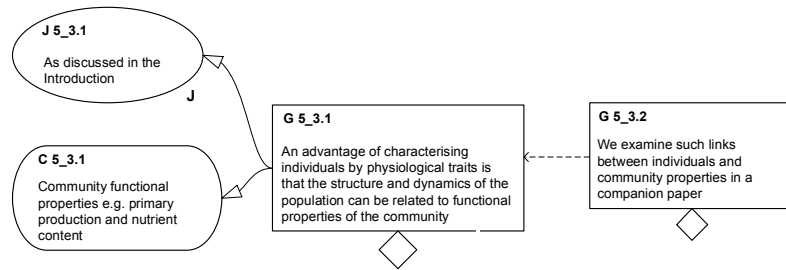 J 5_3.1
As discussed in the
Introduction
J
C 5_3.1
Community functional
properties e.g. primary
production and nutrient
content
G 5_3.1
An advantage of characterising
individuals by physiological traits is
that the structure and dynamics of the
population can be related to functional
properties of the community
G 5_3.2
We examine such links
between individuals and
community properties in a
companion paper